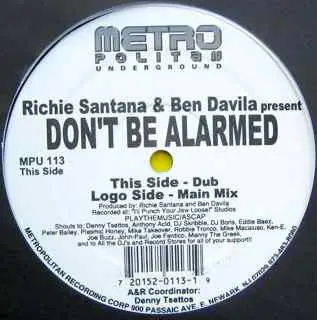 METRO
POLITAN
UNDERGROUND
Richie Santana & Ben Davila present
DON'T BE ALARMED
MPU 113
This Side
This Side - Dub
Logo Side - Main Mix
Produced by: Richie Santana and Ben Davila
Recorded at: "I'll Punch Your Jaw Loose" Studios
PLAYTHEMUSIC/ASCAP
Shouts to: Denny Tsettos, Anthony Acid, DJ Skribble, DJ Boris, Eddie Baez,
Peter Bailey, Plasmic Honey, Mike Takeover, Robbie Tronco, Mike Macaluso, Ken-E,
Joe Buzz, John-Paul, Joe Fentico, Manny The Greek,
and to All the DJ's and Record Stores for all of your support!!
7 20152-0113-1 9
A&R Coordinator:
Denny Tsettos
METROPOLITAN RECORDING CORP 900 PASSAIC AVE. E. NEWARK, NJ 07029